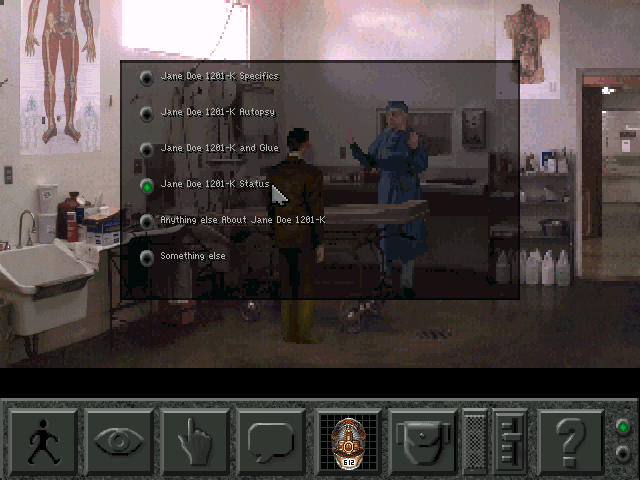 Jane Doe 1201-K Specifics
Jane Doe 1201-K Autopsy
Jane Doe 1201-K and Glue
Jane Doe 1201-K Status
Anything else About Jane Doe 1201-K
Something else
612